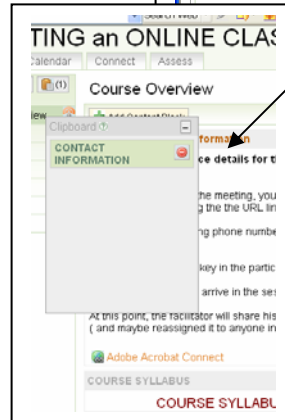 Search Web
TING an ONLINE CLAS
Calendar Connect Assess
(1) Course Overview
Add Content Block
Clipboard
CONTACT
INFORMATION
formation
ce details for t
the meeting, you
g the the URL lin
ng phone numbe
key in the partic
arrive in the ses
At this point, the facilitator will share his
( and maybe reassigned it to anyone in
Adobe Acrobat Connect
COURSE SYLLABUS
COURSE SYLLABU